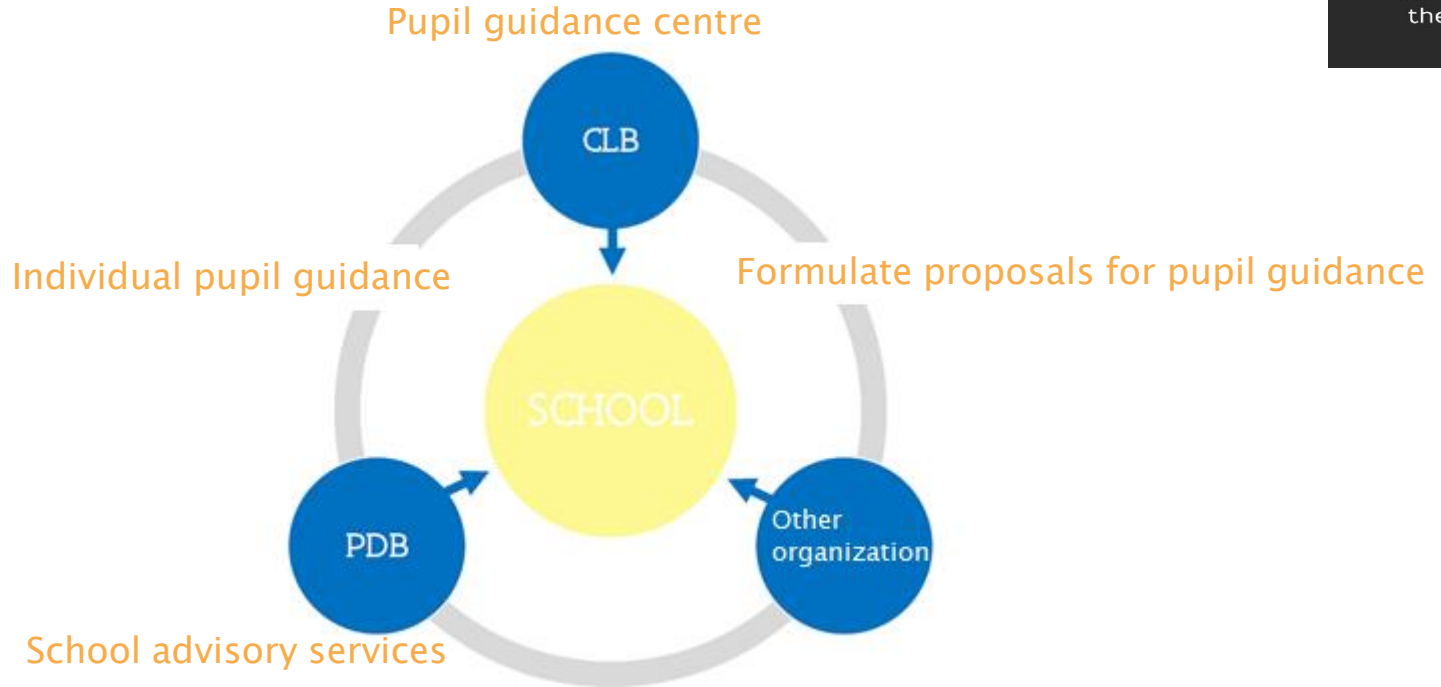 Pupil guidance centre
the
CLB
Individual pupil guidance
Formulate proposals for pupil guidance
SCHOOL
Other
organization
PDB
School advisory services